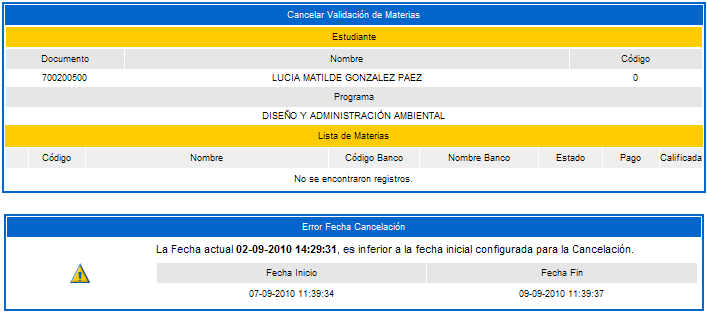 Cancelar Validación de Materias
Estudiante
Documento Nombre Código
700200500 LUCIA MATILDE GONZALEZ PAEZ 0
Programa
DISEÑO Y ADMINISTRACIÓN AMBIENTAL
Lista de Materias
Código Nombre Código Banco Nombre Banco Estado Pago Calificada
No se encontraron registros.
Error Fecha Cancelación
La Fecha actual 02-09-2010 14:29:31, es inferior a la fecha inicial configurada para la Cancelación.
Fecha Inicio Fecha Fin
07-09-2010 11:39:34 09-09-2010 11:39:37